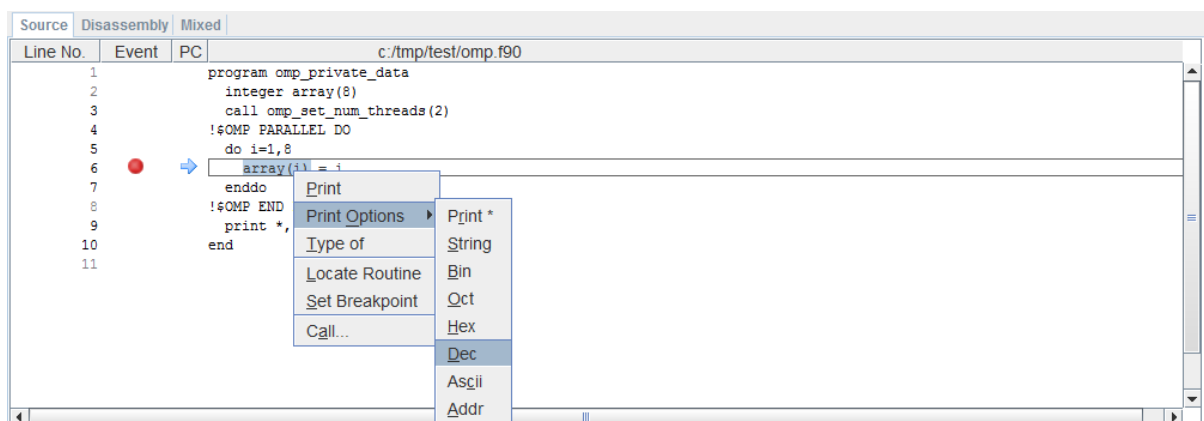 Source Disassembly Mixed
Line No. Event PC c:/tmp/test/omp.f90
1 program omp_private_data
2 integer array(8)
3 call omp_set_num_threads(2)
4 !$OMP PARALLEL DO
5 do i=1,8
6 array(i) = i
7 enddo
8 !$OMP END
9 print *,
10 end
11
Print
Print Options
Type of
Locate Routine
Set Breakpoint
Call...
Print *
String
Bin
Oct
Hex
Dec
Ascii
Addr